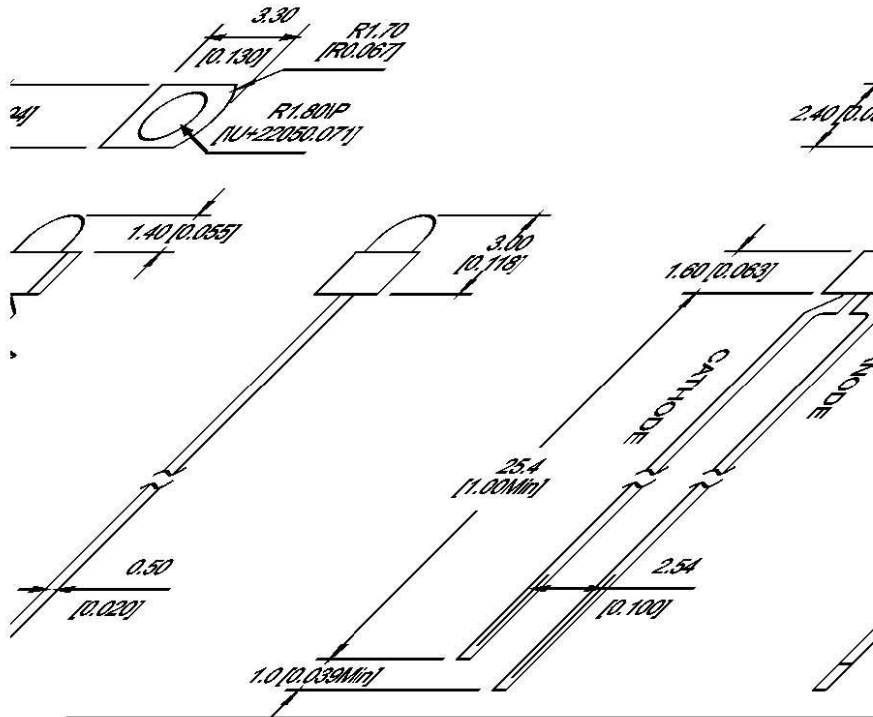 3.30
[0.130]
R1.70
[R0.067]
R1.80\P
[\U+22050.071]
2.40
1.40 [0.055]
3.00
[0.118]
1.60 [0.063]
CATHODE
25.4
[1.00Min]
0.50
[0.020]
2.54
[0.100]
1.0 [0.039Min]